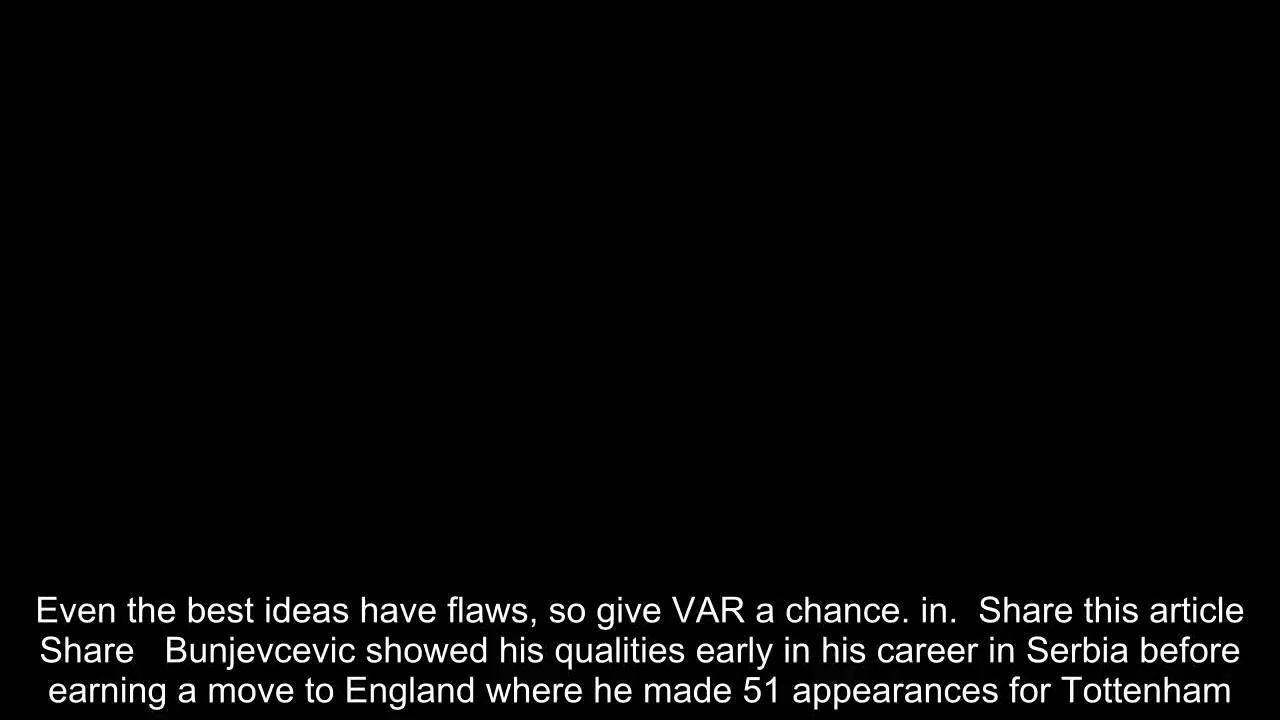 Even the best ideas have flaws, so give VAR a chance. in.  Share this article
Share   Bunjevcevic showed his qualities early in his career in Serbia before
earning a move to England where he made 51 appearances for Tottenham